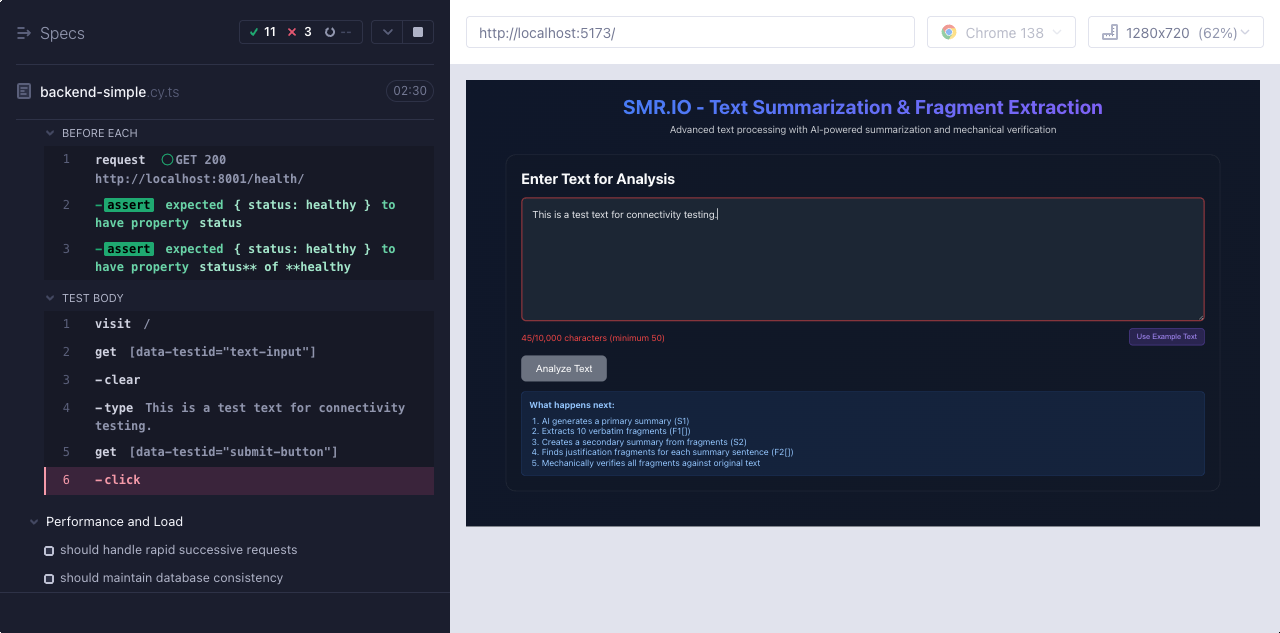 Specs
11 3 --
backend-simple.cy.ts
02:30
BEFORE EACH
1 request GET 200
http://localhost:8001/health/
2 -assert expected { status: healthy } to
have property status
3 -assert expected { status: healthy } to
have property status** of **healthy
TEST BODY
1 visit /
2 get [data-testid="text-input"]
3 -clear
4 -type This is a test text for connectivity
testing.
5 get [data-testid="submit-button"]
6 -click
Performance and Load
should handle rapid successive requests
should maintain database consistency
http://localhost:5173/
Chrome 138
1280x720 (62%)
SMR.IO - Text Summarization & Fragment Extraction
Advanced text processing with AI-powered summarization and mechanical verification
Enter Text for Analysis
This is a test text for connectivity testing.
45/10,000 characters (minimum 50)
Use Example Text
Analyze Text
What happens next:
1. AI generates a primary summary (S1)
2. Extracts 10 verbatim fragments (F1[])
3. Creates a secondary summary from fragments (S2)
4. Finds justification fragments for each summary sentence (F2[])
5. Mechanically verifies all fragments against original text